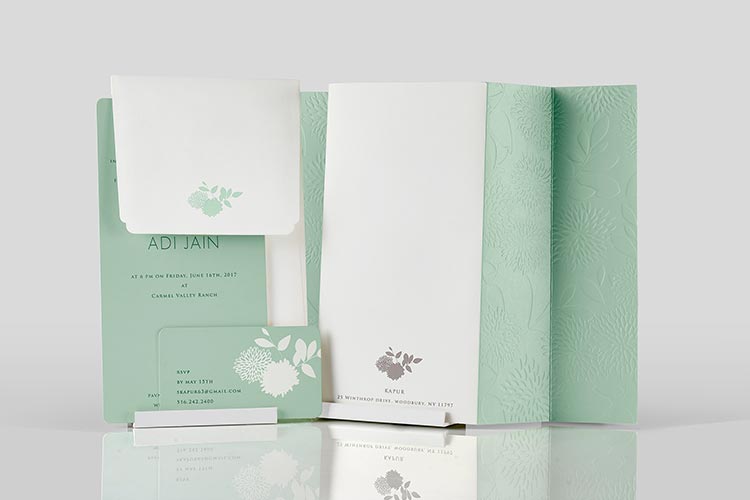 ADI JAIN
AT 6 PM ON FRIDAY, JUNE 16TH, 2017
AT
CARMEL VALLEY RANCH.
RSVP
BY MAY 15TH
SKAPUR63@GMAIL.COM
516.242.2400
KAPUR
25 WINTHROP DRIVE, WOODBURY, NY 11797